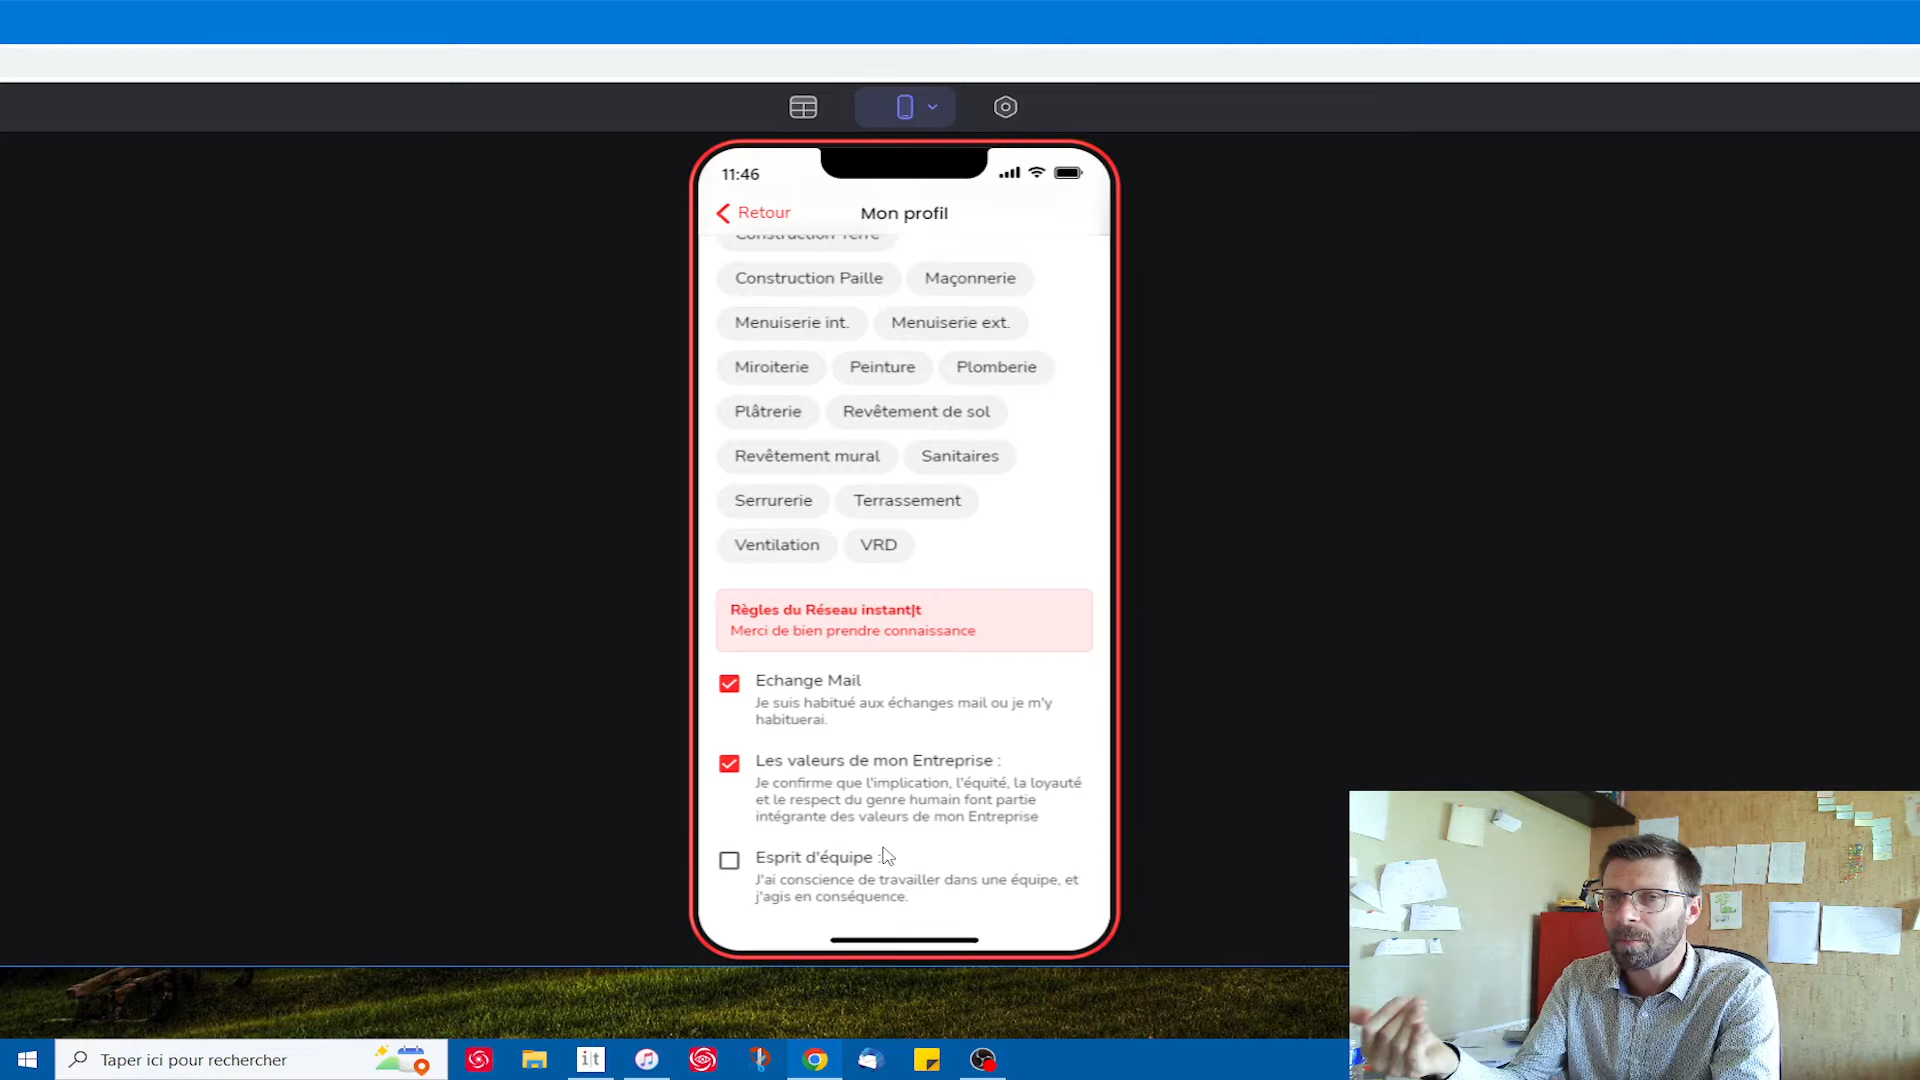 11:46
Retour
Mon profil
Construction Terre
Construction Paille
Maçonnerie
Menuiserie int.
Menuiserie ext.
Miroiterie
Peinture
Plomberie
Plâtrerie
Revêtement de sol
Revêtement mural
Sanitaires
Serrurerie
Terrassement
Ventilation
VRD
Règles du Réseau instant|t
Merci de bien prendre connaissance
Echange Mail
Je suis habitué aux échanges mail ou je m'y
habituerai.
Les valeurs de mon Entreprise :
Je confirme que l'implication, l'équité, la loyauté
et le respect du genre humain font partie
intégrante des valeurs de mon Entreprise
Esprit d'équipe :
J'ai conscience de travailler dans une équipe, et
j'agis en conséquence.
Taper ici pour rechercher
i|t